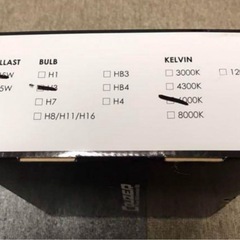 LLAST BULB KELVIN
H1 HB3 3000K 12
5W HB4 4300K
H7 H4
H8/H11/H16 8000K